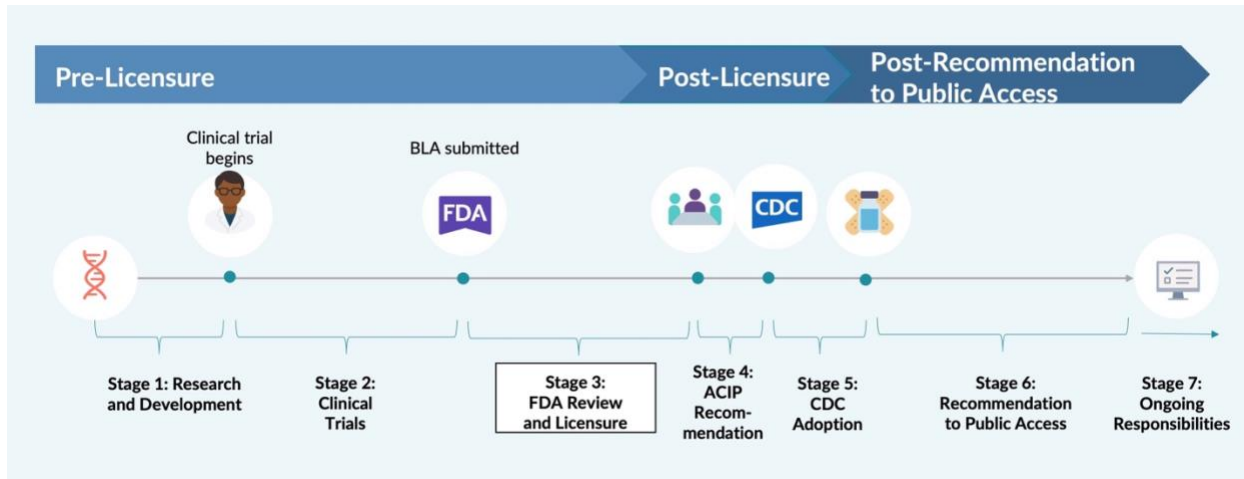 Pre-Licensure
Post-Licensure
Post-Recommendation
to Public Access
Clinical trial
begins
BLA submitted
FDA
CDC
Stage 1: Research
and Development
Stage 2:
Clinical
Trials
Stage 3:
FDA Review
and Licensure
Stage 4:
ACIP
Recom-
mendation
Stage 5:
CDC
Adoption
Stage 6:
Recommendation
to Public Access
Stage 7:
Ongoing
Responsibilities